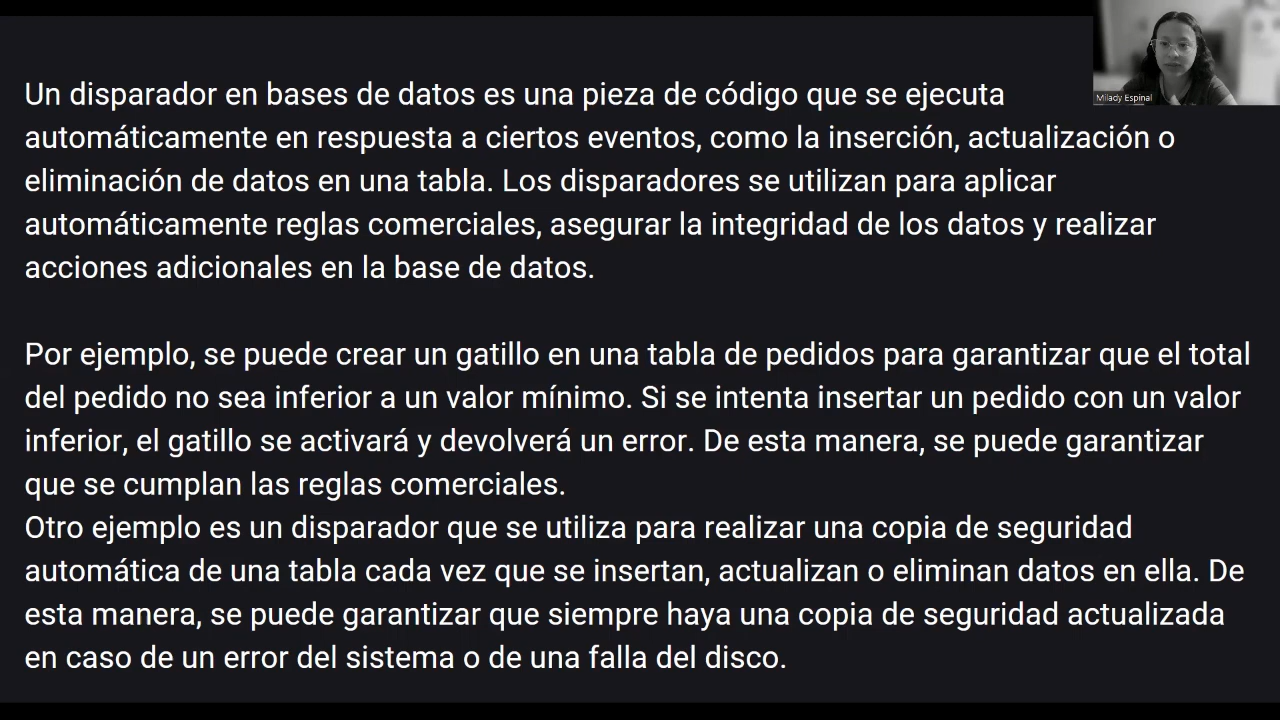 Un disparador en bases de datos es una pieza de código que se ejecuta
automáticamente en respuesta a ciertos eventos, como la inserción, actualización o
eliminación de datos en una tabla. Los disparadores se utilizan para aplicar
automáticamente reglas comerciales, asegurar la integridad de los datos y realizar
acciones adicionales en la base de datos.
Por ejemplo, se puede crear un gatillo en una tabla de pedidos para garantizar que el total
del pedido no sea inferior a un valor mínimo. Si se intenta insertar un pedido con un valor
inferior, el gatillo se activará y devolverá un error. De esta manera, se puede garantizar
que se cumplan las reglas comerciales.
Otro ejemplo es un disparador que se utiliza para realizar una copia de seguridad
automática de una tabla cada vez que se insertan, actualizan o eliminan datos en ella. De
esta manera, se puede garantizar que siempre haya una copia de seguridad actualizada
en caso de un error del sistema o de una falla del disco.
Milady Espinal